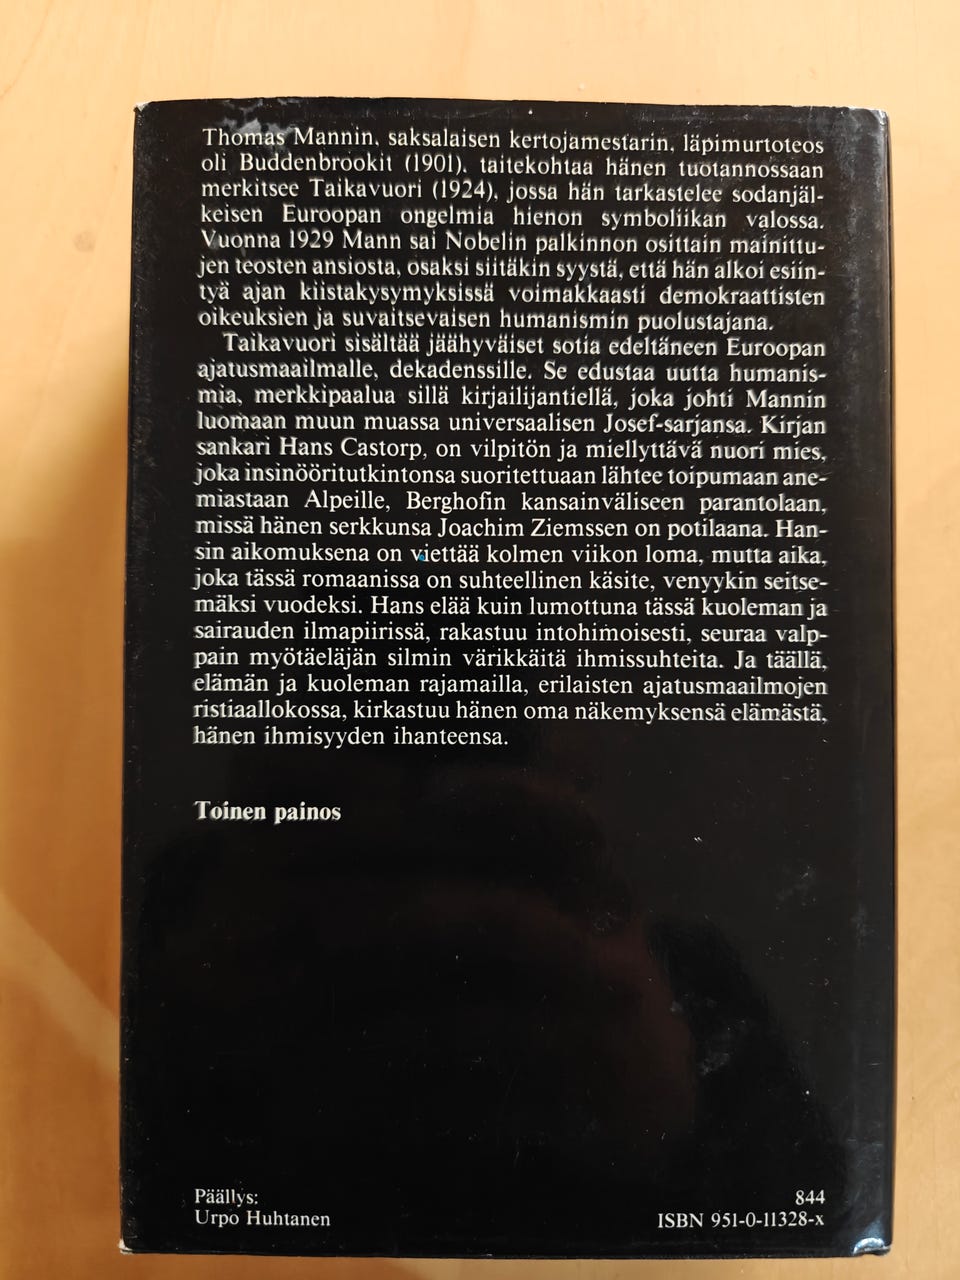 Thomas Mannin, saksalaisen kertojamestarin, läpimurtoteos
oli Buddenbrookit (1901), taitekohtaa hänen tuotannossaan
merkitsee Taikavuori (1924), jossa hän tarkastelee sodanjäl-
keisen Euroopan ongelmia hienon symboliikan valossa.
Vuonna 1929 Mann sai Nobelin palkinnon osittain mainittu-
jen teosten ansiosta, osaksi siitäkin syystä, että hän alkoi esiin-
tyä ajan kiistakysymyksissä voimakkaasti demokraattisten
oikeuksien ja suvaitsevaisen humanismin puolustajana.
Taikavuori sisältää jäähyväiset sotia edeltäneen Euroopan
ajatusmaailmalle, dekadenssille. Se edustaa uutta humanis-
mia, merkkipaalua sillä kirjailijantiellä, joka johti Mannin
luomaan muun muassa universaalisen Josef-sarjansa. Kirjan
sankari Hans Castorp, on vilpitön ja miellyttävä nuori mies,
joka insinööritutkintonsa suoritettuaan lähtee toipumaan ane-
miastaan Alpeille, Berghofin kansainväliseen parantolaan,
missä hänen serkkunsa Joachim Ziemssen on potilaana. Han-
sin aikomuksena on viettää kolmen viikon loma, mutta aika,
joka tässä romaanissa on suhteellinen käsite, venyykin seitse-
mäksi vuodeksi. Hans elää kuin lumottuna tässä kuoleman ja
sairauden ilmapiirissä, rakastuu intohimoisesti, seuraa valp-
pain myötäeläjän silmin värikkäitä ihmissuhteita. Ja täällä,
elämän ja kuoleman rajamailla, erilaisten ajatusmaailmojen
ristiaallokossa, kirkastuu hänen oma näkemyksensä elämästä,
hänen ihmisyyden ihanteensa.
Toinen painos
Päällys:
Urpo Huhtanen
844
ISBN 951-0-11328-x